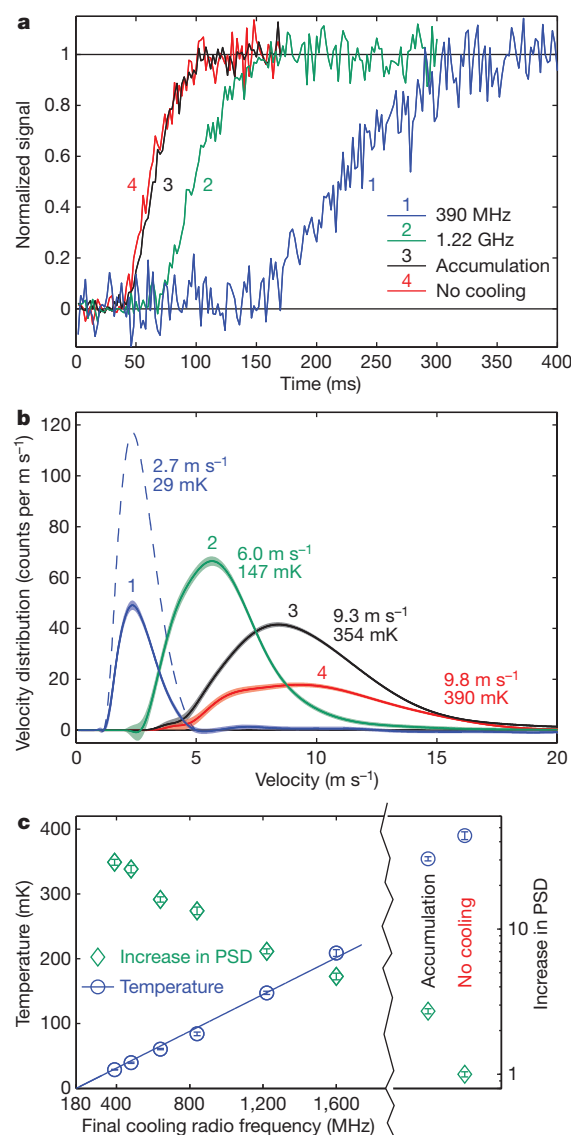 a
Normalized signal
1
0.8
0.6
0.4
0.2
0
4
3
2
1
1 390 MHz
2 1.22 GHz
3 Accumulation
4 No cooling
0 50 100 150 200 250 300 350 400
Time (ms)
b
Velocity distribution (counts per m s⁻¹)
120
100
80
60
40
20
0
2.7 m s⁻¹
29 mK
1
2
6.0 m s⁻¹
147 mK
3
9.3 m s⁻¹
354 mK
4
9.8 m s⁻¹
390 mK
0 5 10 15 20
Velocity (m s⁻¹)
c
Temperature (mK)
400
300
200
100
0
Increase in PSD
Temperature
Accumulation
No cooling
10
1
Increase in PSD
180 400 800 1,200 1,600
Final cooling radio frequency (MHz)